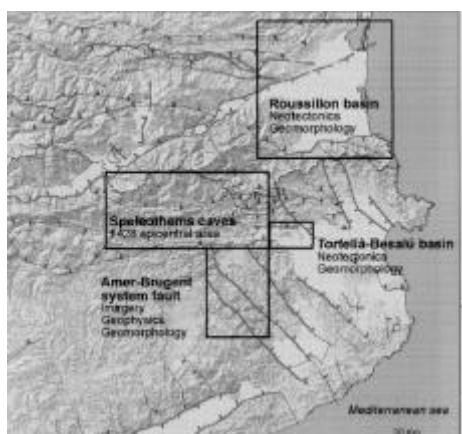 Roussillon basin
Neotectonics
Geomorphology
Speleothems caves
1428 epicentral area
Tortellà-Besalú basin
Neotectonics
Geomorphology
Amer-Brugent
system fault
Imagery
Geophysics
Geomorphology
Mediterranean sea